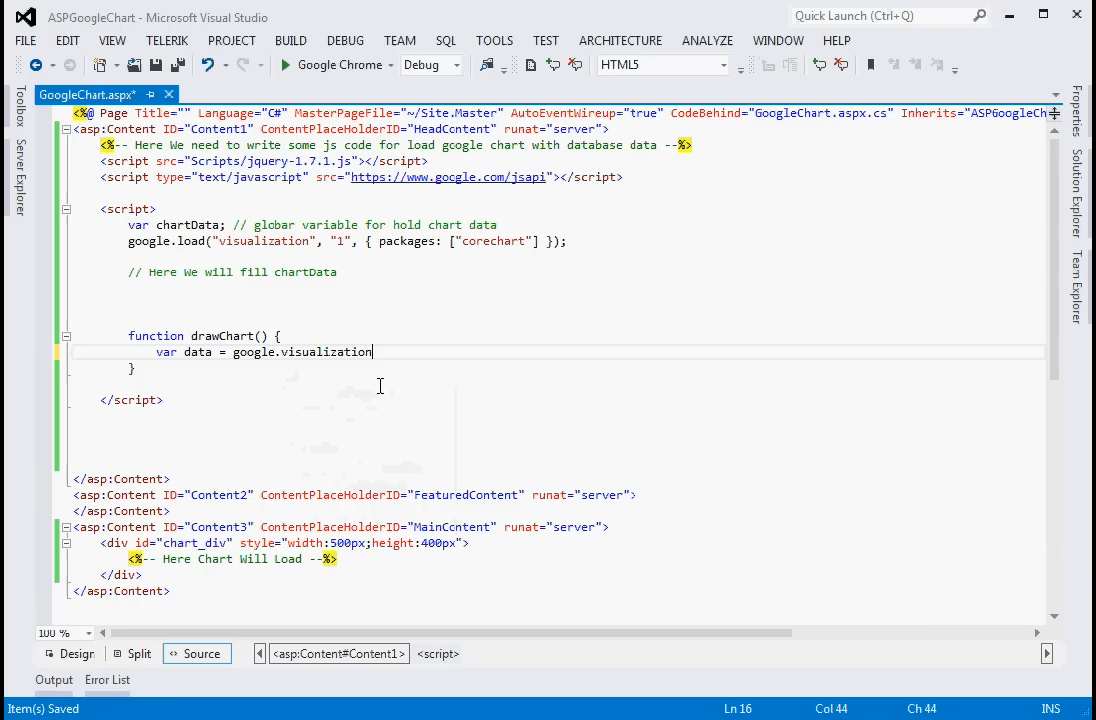 ASPGoogleChart - Microsoft Visual Studio
Quick Launch (Ctrl+Q)
FILE EDIT VIEW TELERIK PROJECT BUILD DEBUG TEAM SQL TOOLS TEST ARCHITECTURE ANALYZE WINDOW HELP
Google Chrome Debug HTML5
GoogleChart.aspx*
Toolbox
Server Explorer
Properties
Solution Explorer
Team Explorer
<%@ Page Title="" Language="C#" MasterPageFile="~/Site.Master" AutoEventWireup="true" CodeBehind="GoogleChart.aspx.cs" Inherits="ASPGoogleCh
<asp:Content ID="Content1" ContentPlaceHolderID="HeadContent" runat="server">
<%-- Here We need to write some js code for load google chart with database data --%>
<script src="Scripts/jquery-1.7.1.js"></script>
<script type="text/javascript" src="https://www.google.com/jsapi"></script>
<script>
var chartData; // globar variable for hold chart data
google.load("visualization", "1", { packages: ["corechart"] });
// Here We will fill chartData
function drawChart() {
var data = google.visualization
}
</script>
</asp:Content>
<asp:Content ID="Content2" ContentPlaceHolderID="FeaturedContent" runat="server">
</asp:Content>
<asp:Content ID="Content3" ContentPlaceHolderID="MainContent" runat="server">
<div id="chart_div" style="width:500px;height:400px">
<%-- Here Chart Will Load --%>
</div>
</asp:Content>
100 %
Design Split Source <asp:Content#Content1> <script>
Output Error List
Item(s) Saved Ln 16 Col 44 Ch 44 INS